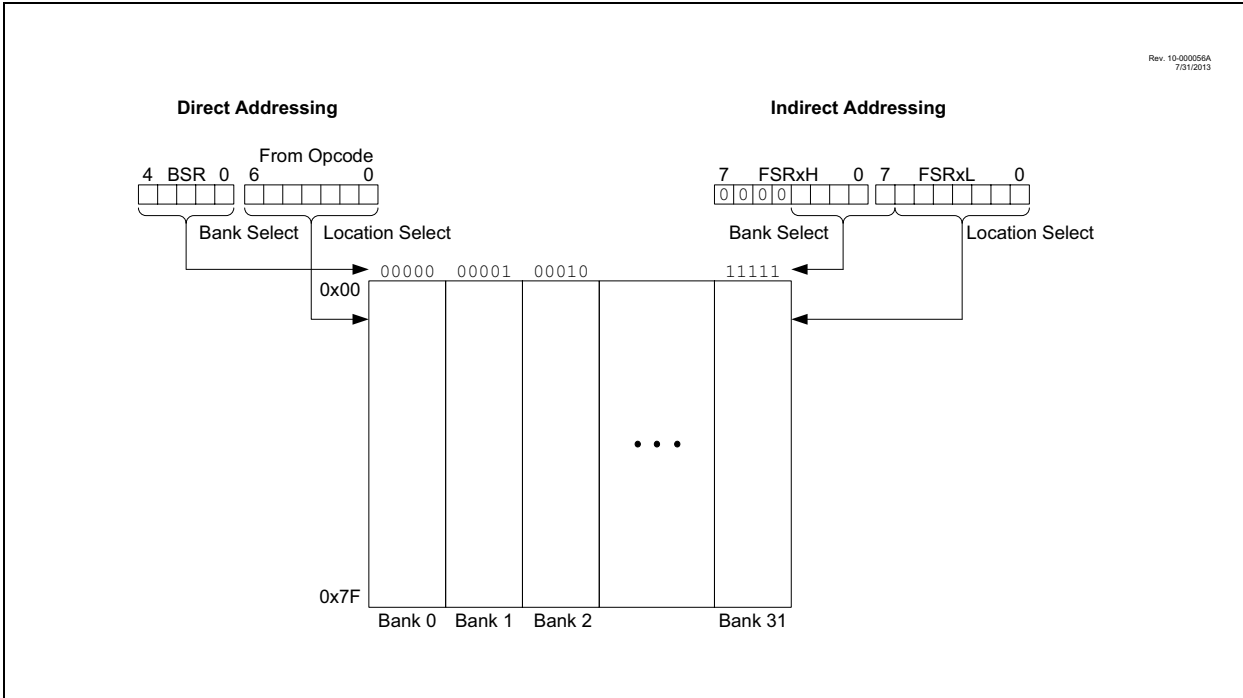 Rev. 10-000056A
7/31/2013
Direct Addressing
Indirect Addressing
From Opcode
4 BSR 0 6 0
7 FSRxH 0 7 FSRxL 0
0 0 0 0
Bank Select Location Select
Bank Select Location Select
00000 00001 00010 11111
0x00
0x7F
Bank 0 Bank 1 Bank 2 Bank 31